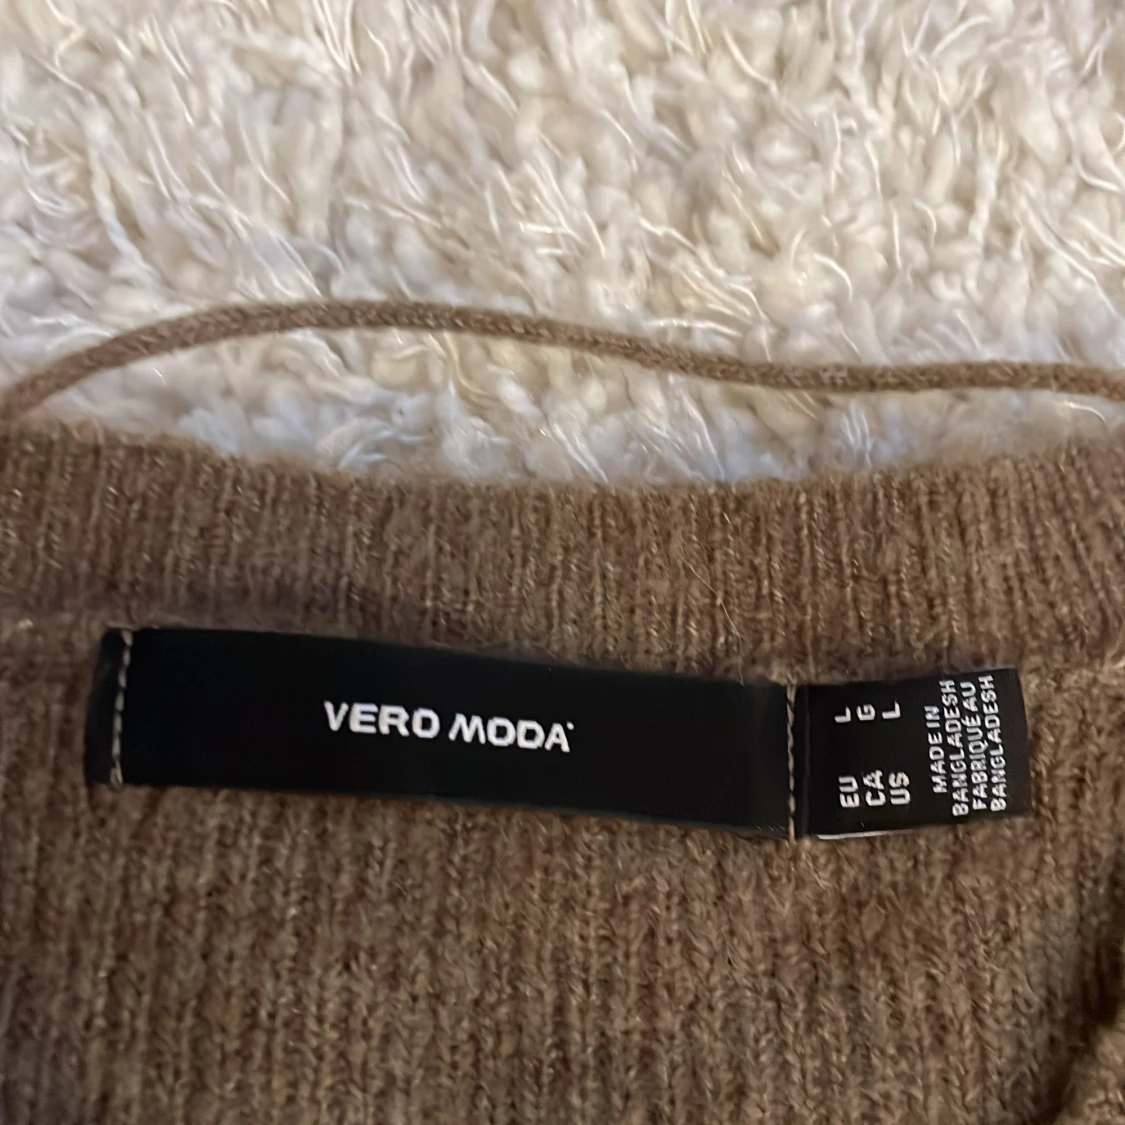 VERO MODA
EU L
CA G
US L
MADE IN
BANGLADESH
FABRIQUÉ AU
BANGLADESH